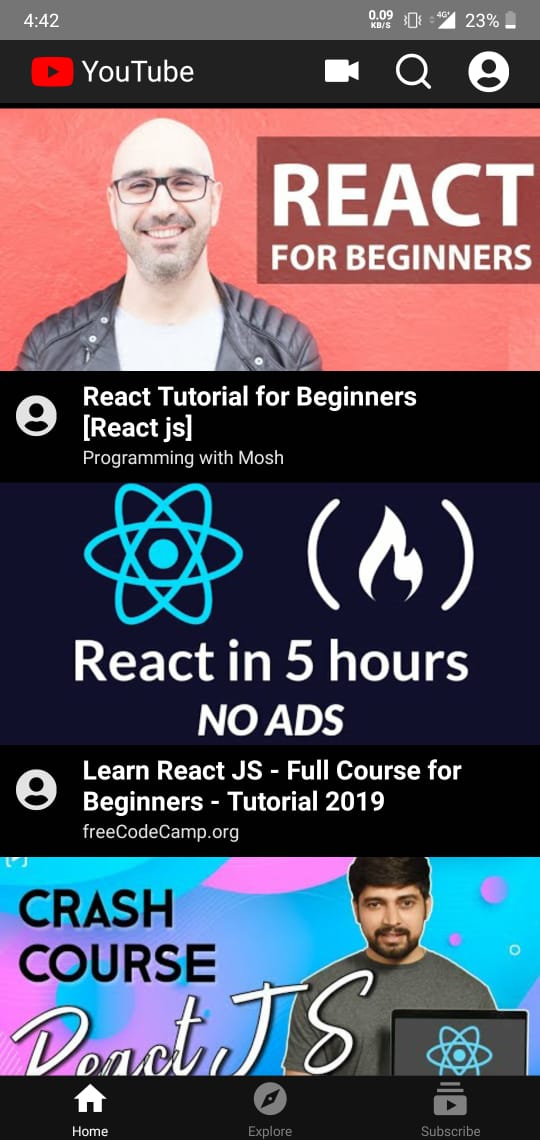 4:42
0.09
KB/S
4G+
23%
YouTube
REACT
FOR BEGINNERS
React Tutorial for Beginners
[React js]
Programming with Mosh
React in 5 hours
NO ADS
Learn React JS - Full Course for
Beginners - Tutorial 2019
freeCodeCamp.org
CRASH
COURSE
React JS
Home
Explore
Subscribe